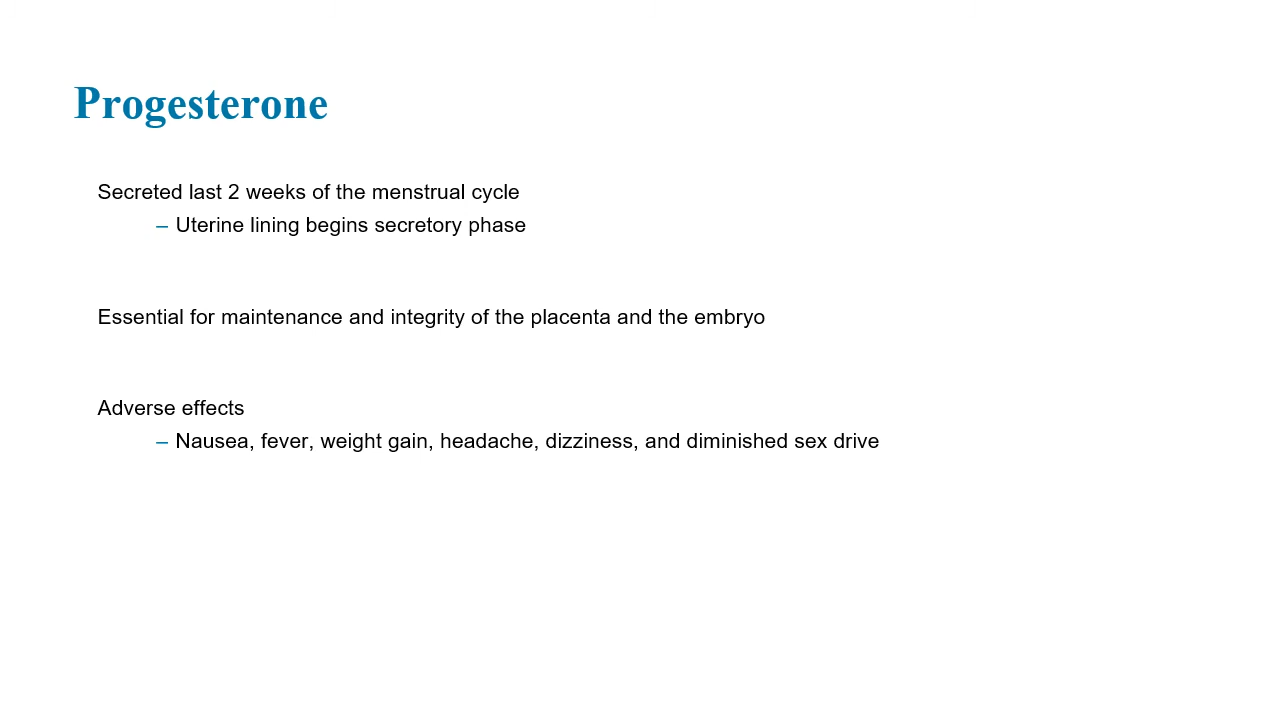 Progesterone
Secreted last 2 weeks of the menstrual cycle
– Uterine lining begins secretory phase
Essential for maintenance and integrity of the placenta and the embryo
Adverse effects
– Nausea, fever, weight gain, headache, dizziness, and diminished sex drive